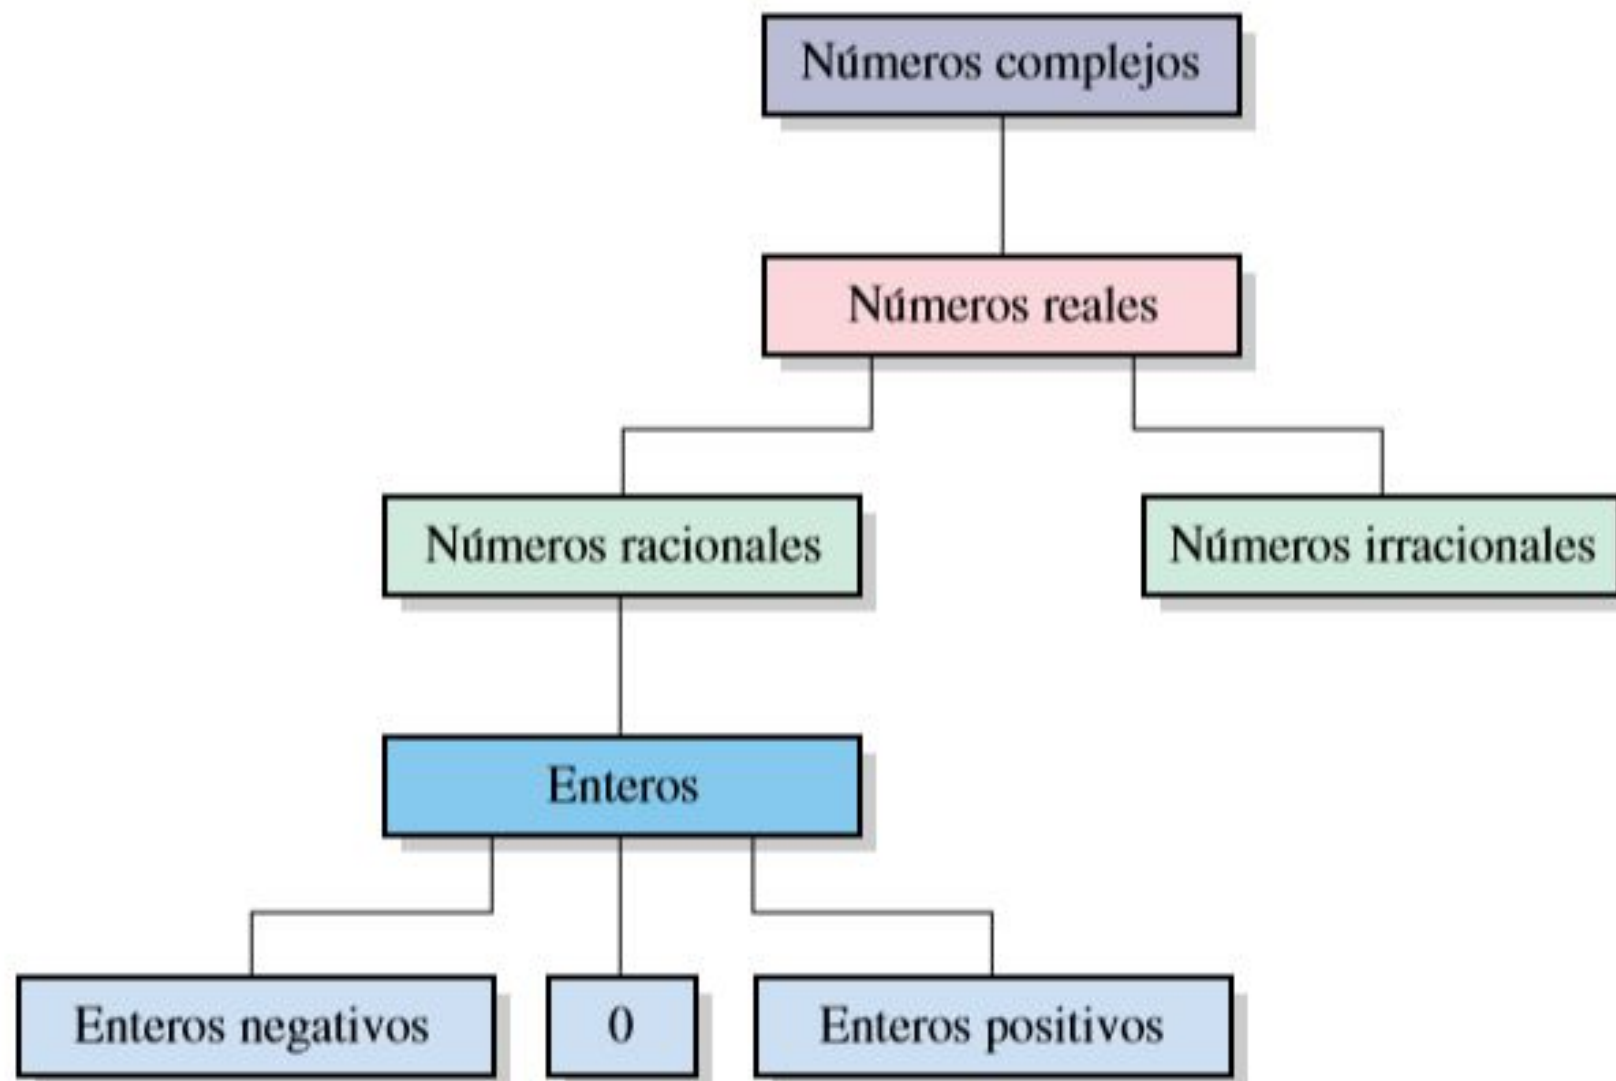 Números complejos
Números reales
Números racionales
Números irracionales
Enteros
Enteros negativos
0
Enteros positivos